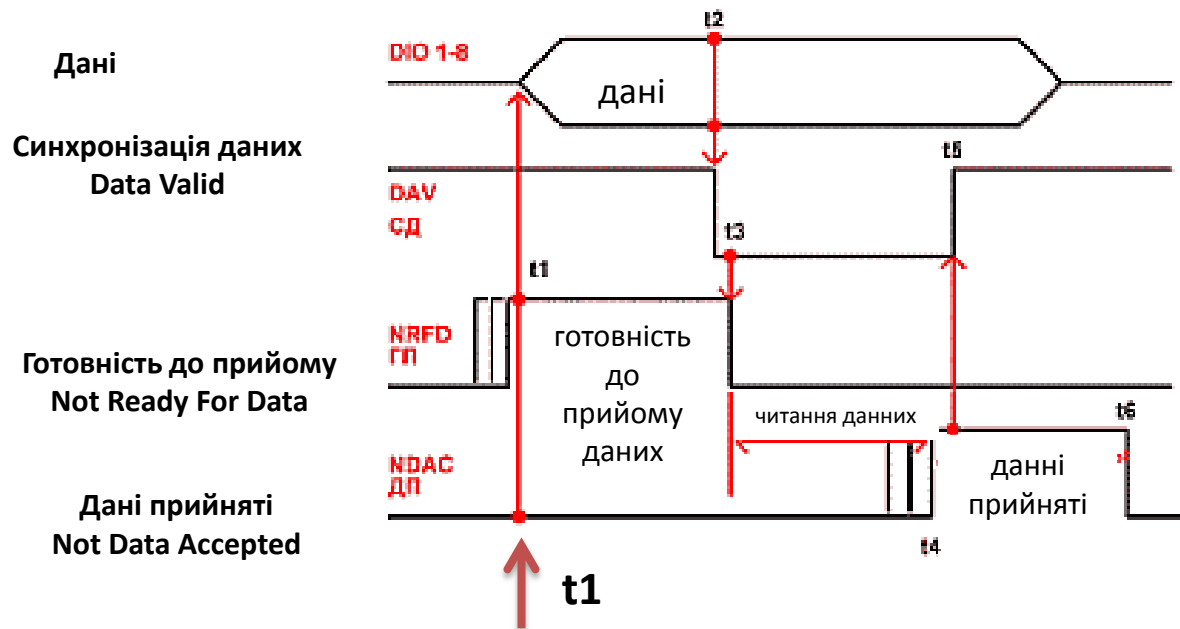 t2
DIO 1-8
Дані
дані
Синхронізація даних
Data Valid
t5
DAV
СД
t3
t1
NRFD
ГП
готовність
до
прийому
даних
Готовність до прийому
Not Ready For Data
читання данних
t6
NDAC
ДП
данні
прийняті
Дані прийняті
Not Data Accepted
t4
t1